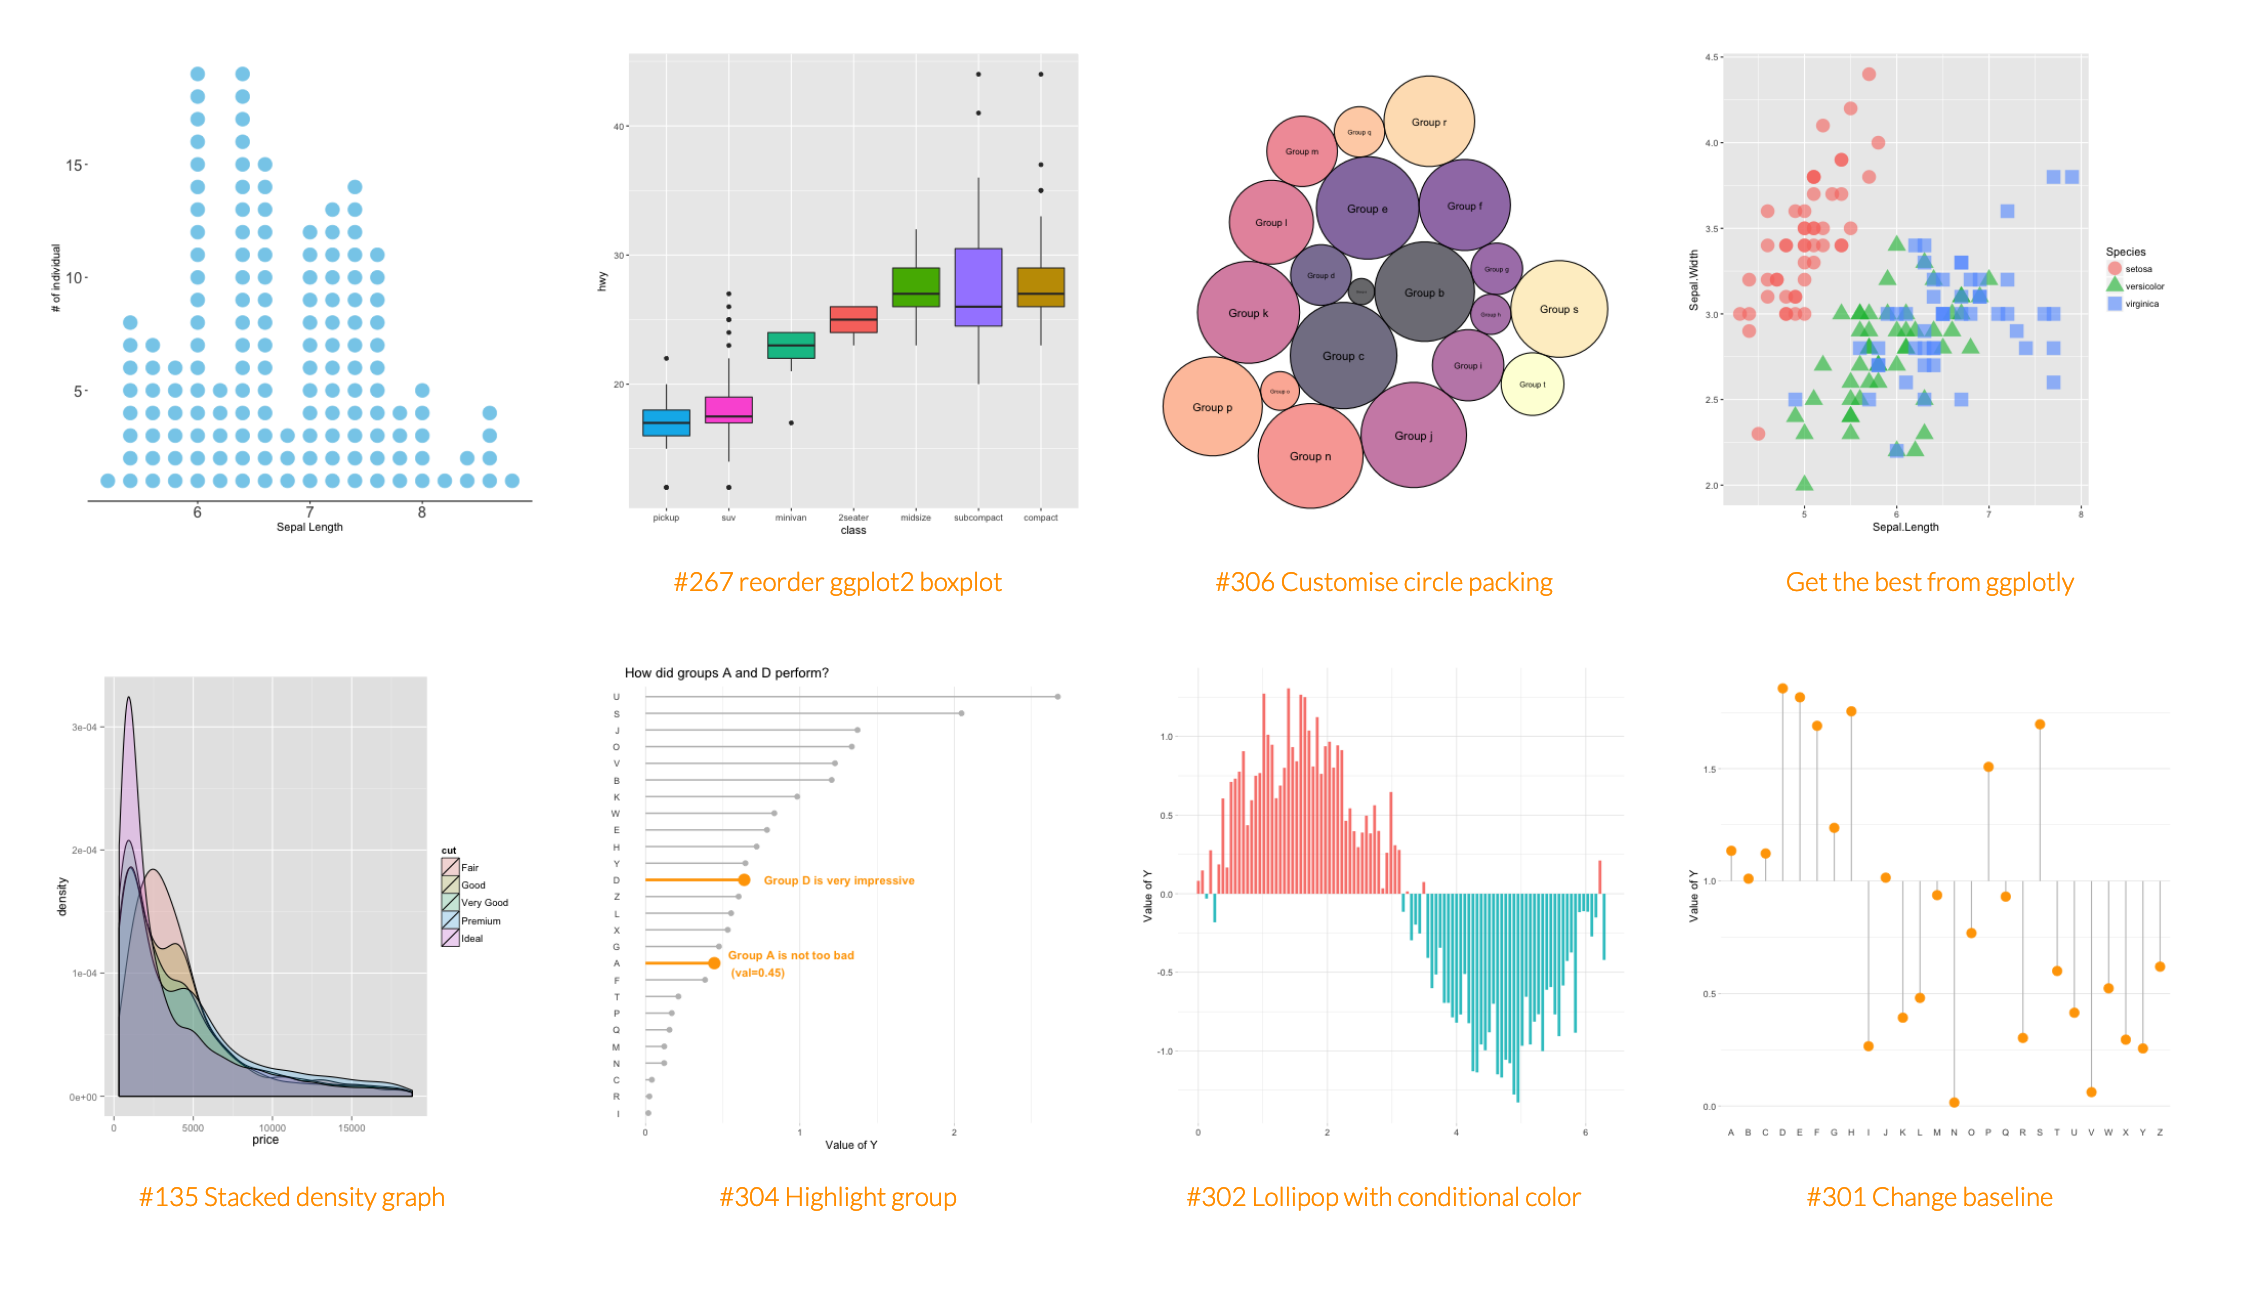 15
10
5
# of individual
6 7 8
Sepal Length
40
30
20
hwy
pickup suv minivan 2seater midsize subcompact compact
class
#267 reorder ggplot2 boxplot
Group r
Group q
Group m
Group e
Group f
Group l
Group d
Group g
Group b
Group k
Group h
Group s
Group c
Group i
Group t
Group o
Group p
Group j
Group n
#306 Customise circle packing
4.5
4.0
3.5
3.0
2.5
2.0
Sepal.Width
5 6 7 8
Sepal.Length
Species
setosa
versicolor
virginica
Get the best from ggplotly
3e-04
2e-04
1e-04
0e+00
density
0 5000 10000 15000
price
cut
Fair
Good
Very Good
Premium
Ideal
#135 Stacked density graph
How did groups A and D perform?
U
S
J
O
V
B
K
W
E
H
Y
D Group D is very impressive
Z
L
X
G
Group A is not too bad
A
(val=0.45)
F
T
P
Q
M
N
C
R
I
0 1 2
Value of Y
#304 Highlight group
1.0
0.5
0.0
-0.5
-1.0
Value of Y
0 2 4 6
#302 Lollipop with conditional color
1.5
1.0
0.5
0.0
Value of Y
A B C D E F G H I J K L M N O P Q R S T U V W X Y Z
#301 Change baseline